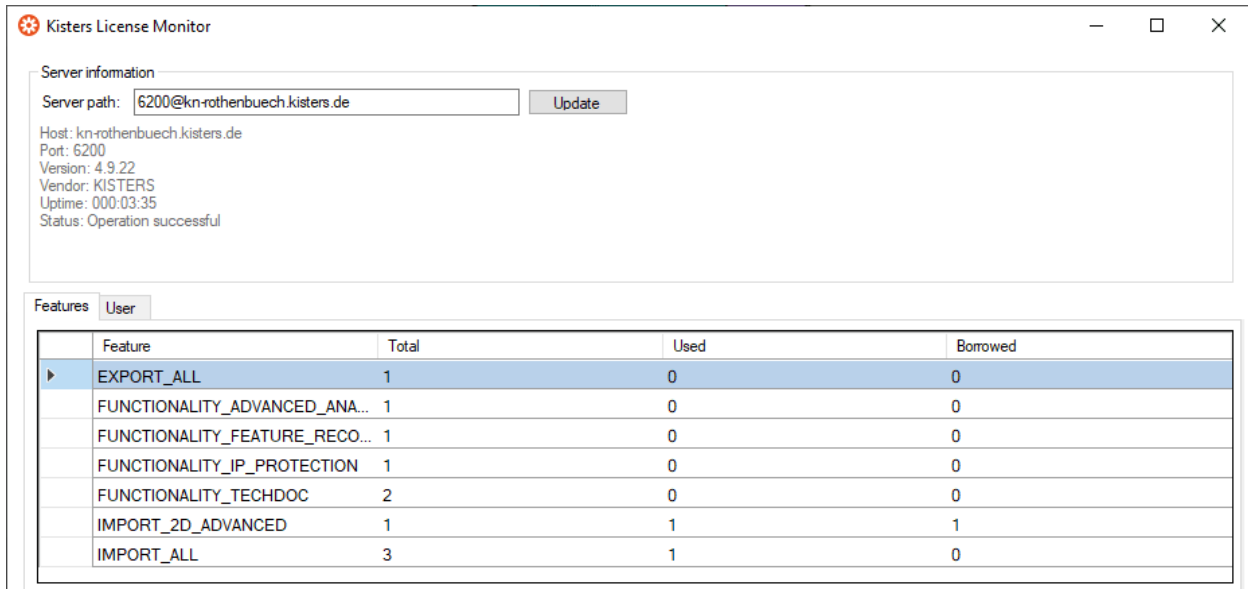 Kisters License Monitor
Server information
Server path: 6200@kn-rothenbuech.kisters.de Update
Host: kn-rothenbuech.kisters.de
Port: 6200
Version: 4.9.22
Vendor: KISTERS
Uptime: 000:03:35
Status: Operation successful
Features User
Feature Total Used Borrowed
EXPORT_ALL 1 0 0
FUNCTIONALITY_ADVANCED_ANA... 1 0 0
FUNCTIONALITY_FEATURE_RECO... 1 0 0
FUNCTIONALITY_IP_PROTECTION 1 0 0
FUNCTIONALITY_TECHDOC 2 0 0
IMPORT_2D_ADVANCED 1 1 1
IMPORT_ALL 3 1 0